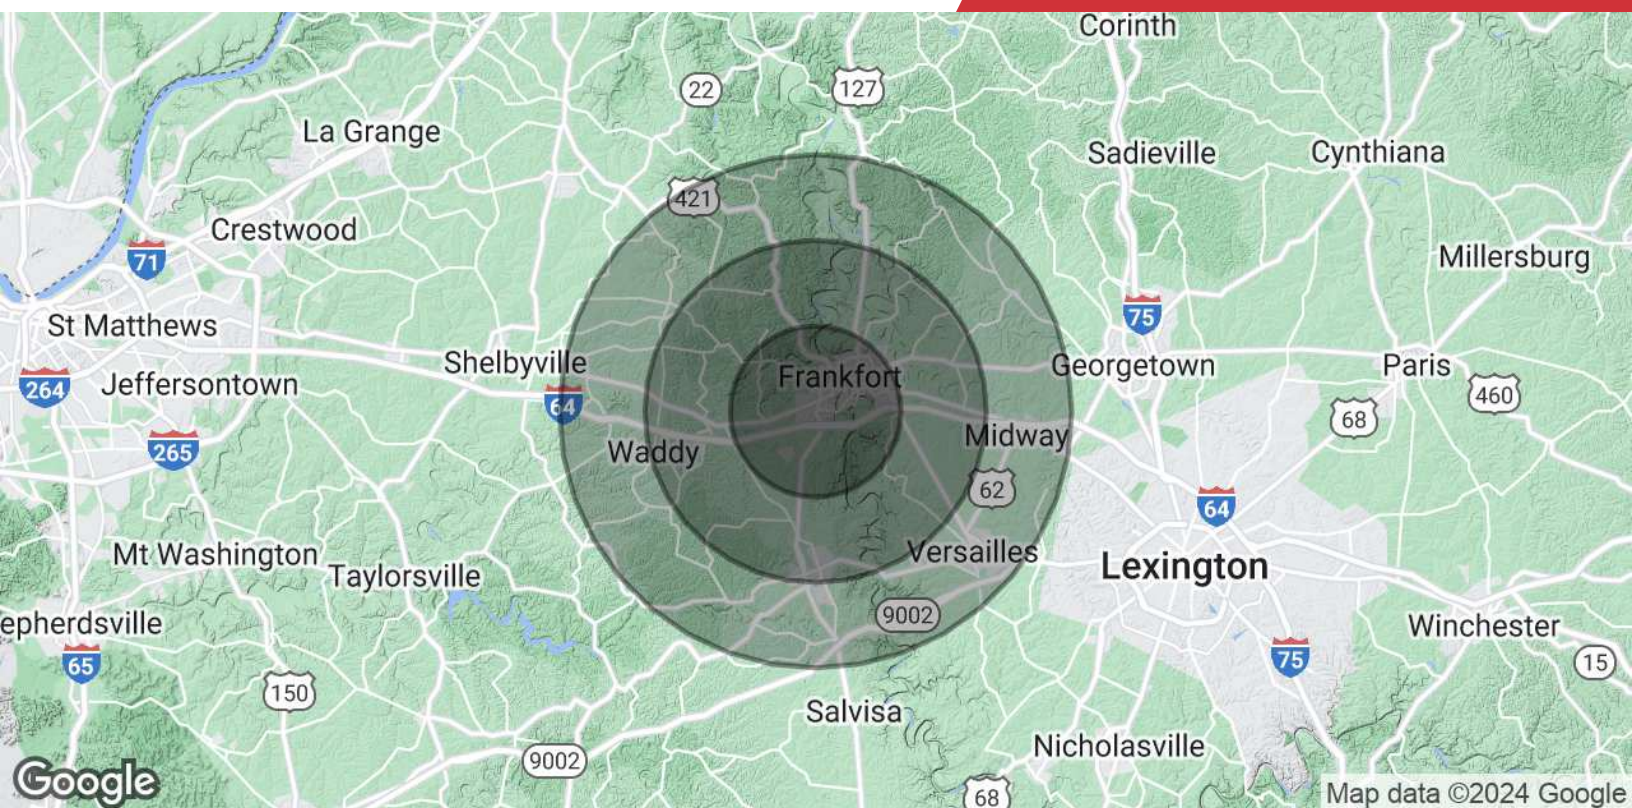 Corinth
22
127
La Grange
Sadieville
Cynthiana
421
Crestwood
71
Millersburg
75
St Matthews
Shelbyville
Georgetown
Paris
Frankfort
264
Jeffersontown
64
460
68
Midway
265
Waddy
62
64
Mt Washington
Versailles
Lexington
Taylorsville
9002
epherdsville
Winchester
65
75
15
150
Salvisa
Nicholasville
9002
Google
68
Map data ©2024 Google